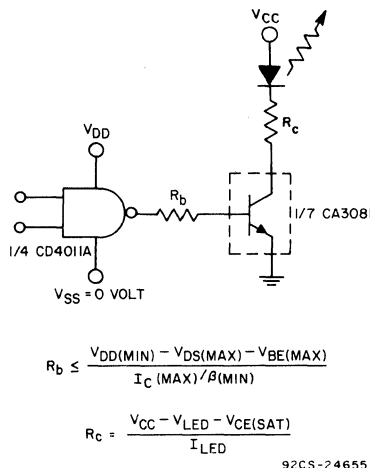 VCC
Rc
VDD
Rb
1/7 CA3081
1/4 CD4011A
VSS = 0 VOLT
Rb ≤ VDD(MIN) − VDS(MAX) − VBE(MAX)
IC (MAX) / β(MIN)
Rc = VCC − VLED − VCE(SAT)
ILED
92CS-24655